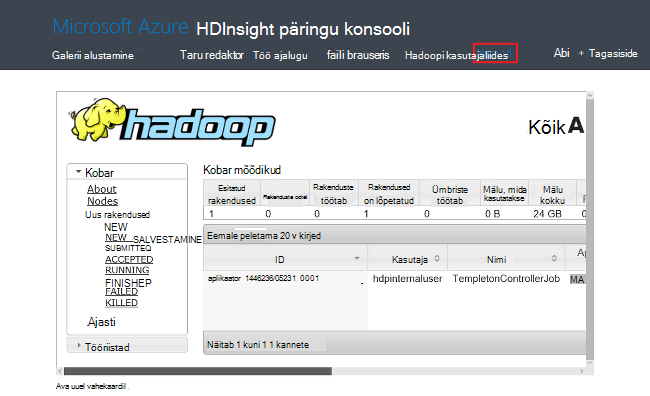 Microsoft Azure HDInsight päringu konsooli
Galerii alustamine Taru redaktor Töö ajalugu faili brauseris Hadoopi kasutajaliides Abi + Tagasiside
hadoop
Kõik A
Kobar
About
Nodes
Uus rakendused
NEW
NEW SALVESTAMINE
SUBMITTEQ
ACCEPTED
RUNNING
FINISHEP
FAILED
KILLED
Ajasti
Tööriistad
Kobar mõõdikud
Esitatud rakendused Rakenduste ootel Rakenduste töötab Rakendused on lõpetatud Ümbriste töötab Mälu, mida kasutatakse Mälu kokku
1 0 0 1 0 0 B 24 GB 0
Eemale peletama 20 v kirjed
ID Kasutaja Nimi Ap
aplikaator 1446236/05231 0001 hdpinternaluser TempletonControllerJob MA
Näitab 1 kuni 1 1 kannete
Ava uuel vahekaardil